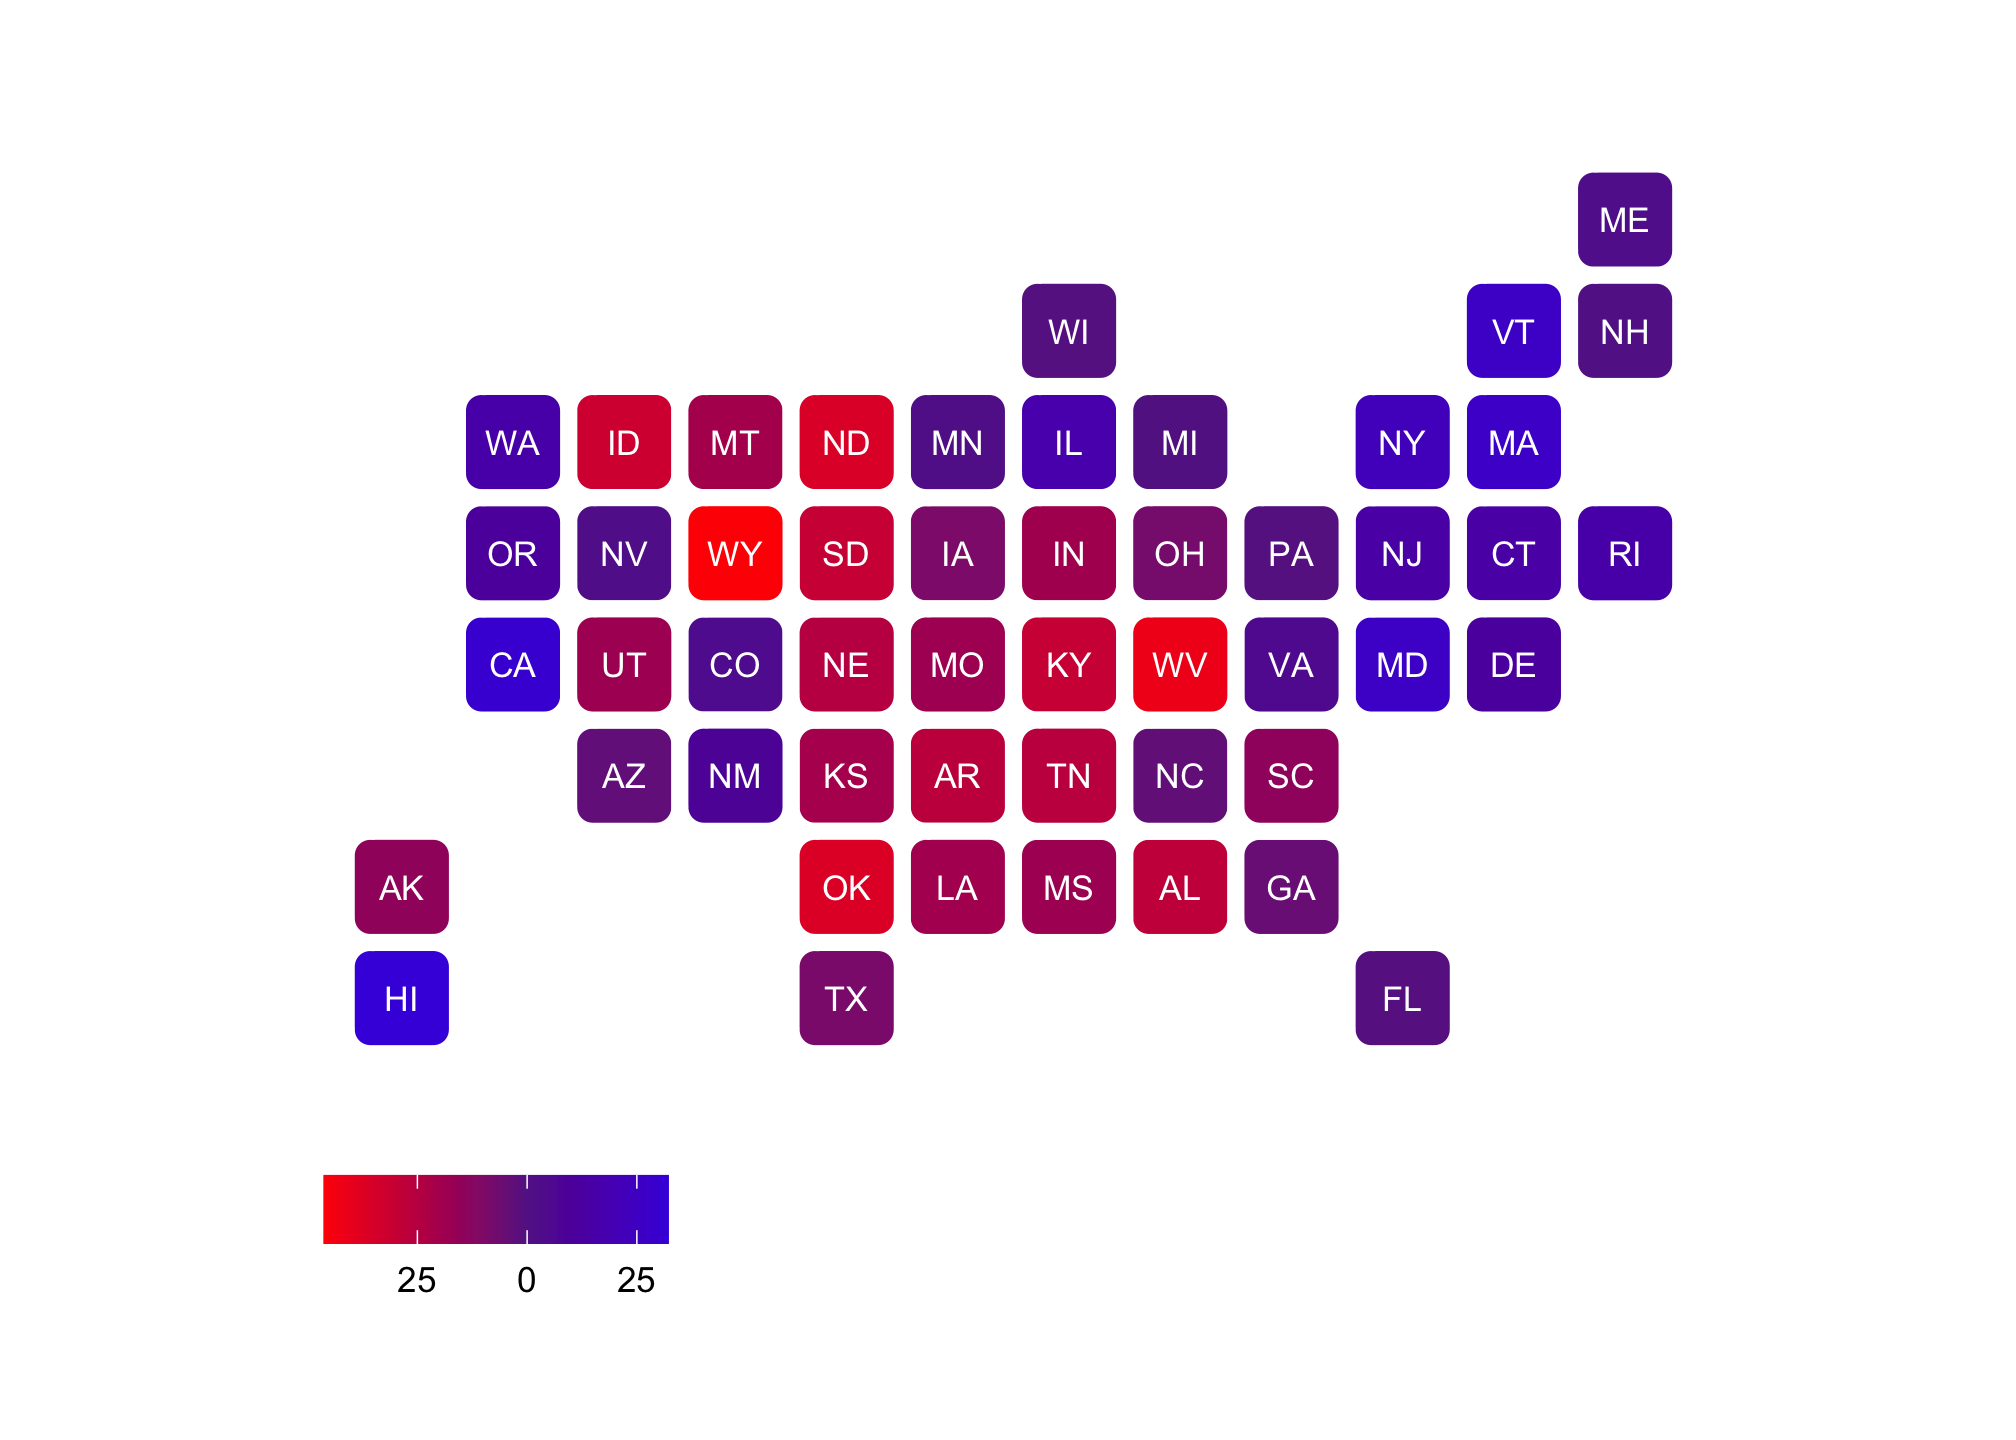 ME
WI VT NH
WA ID MT ND MN IL MI NY MA
OR NV WY SD IA IN OH PA NJ CT RI
CA UT CO NE MO KY WV VA MD DE
AZ NM KS AR TN NC SC
AK OK LA MS AL GA
HI TX FL
25 0 25